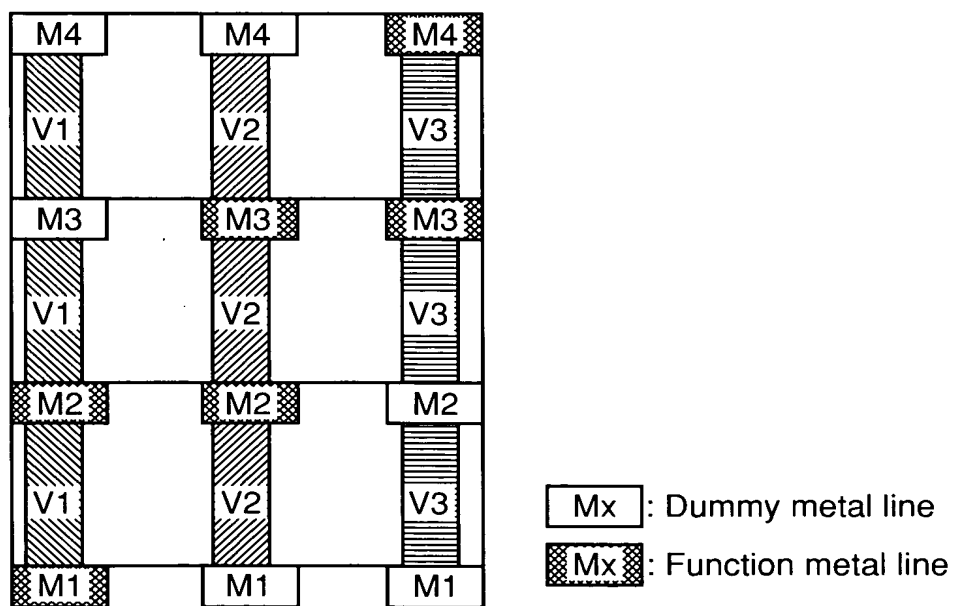 M4 M4 M4
V1 V2 V3
M3 M3 M3
V1 V2 V3
M2 M2 M2
V1 V2 V3
Mx : Dummy metal line
Mx : Function metal line
M1 M1 M1